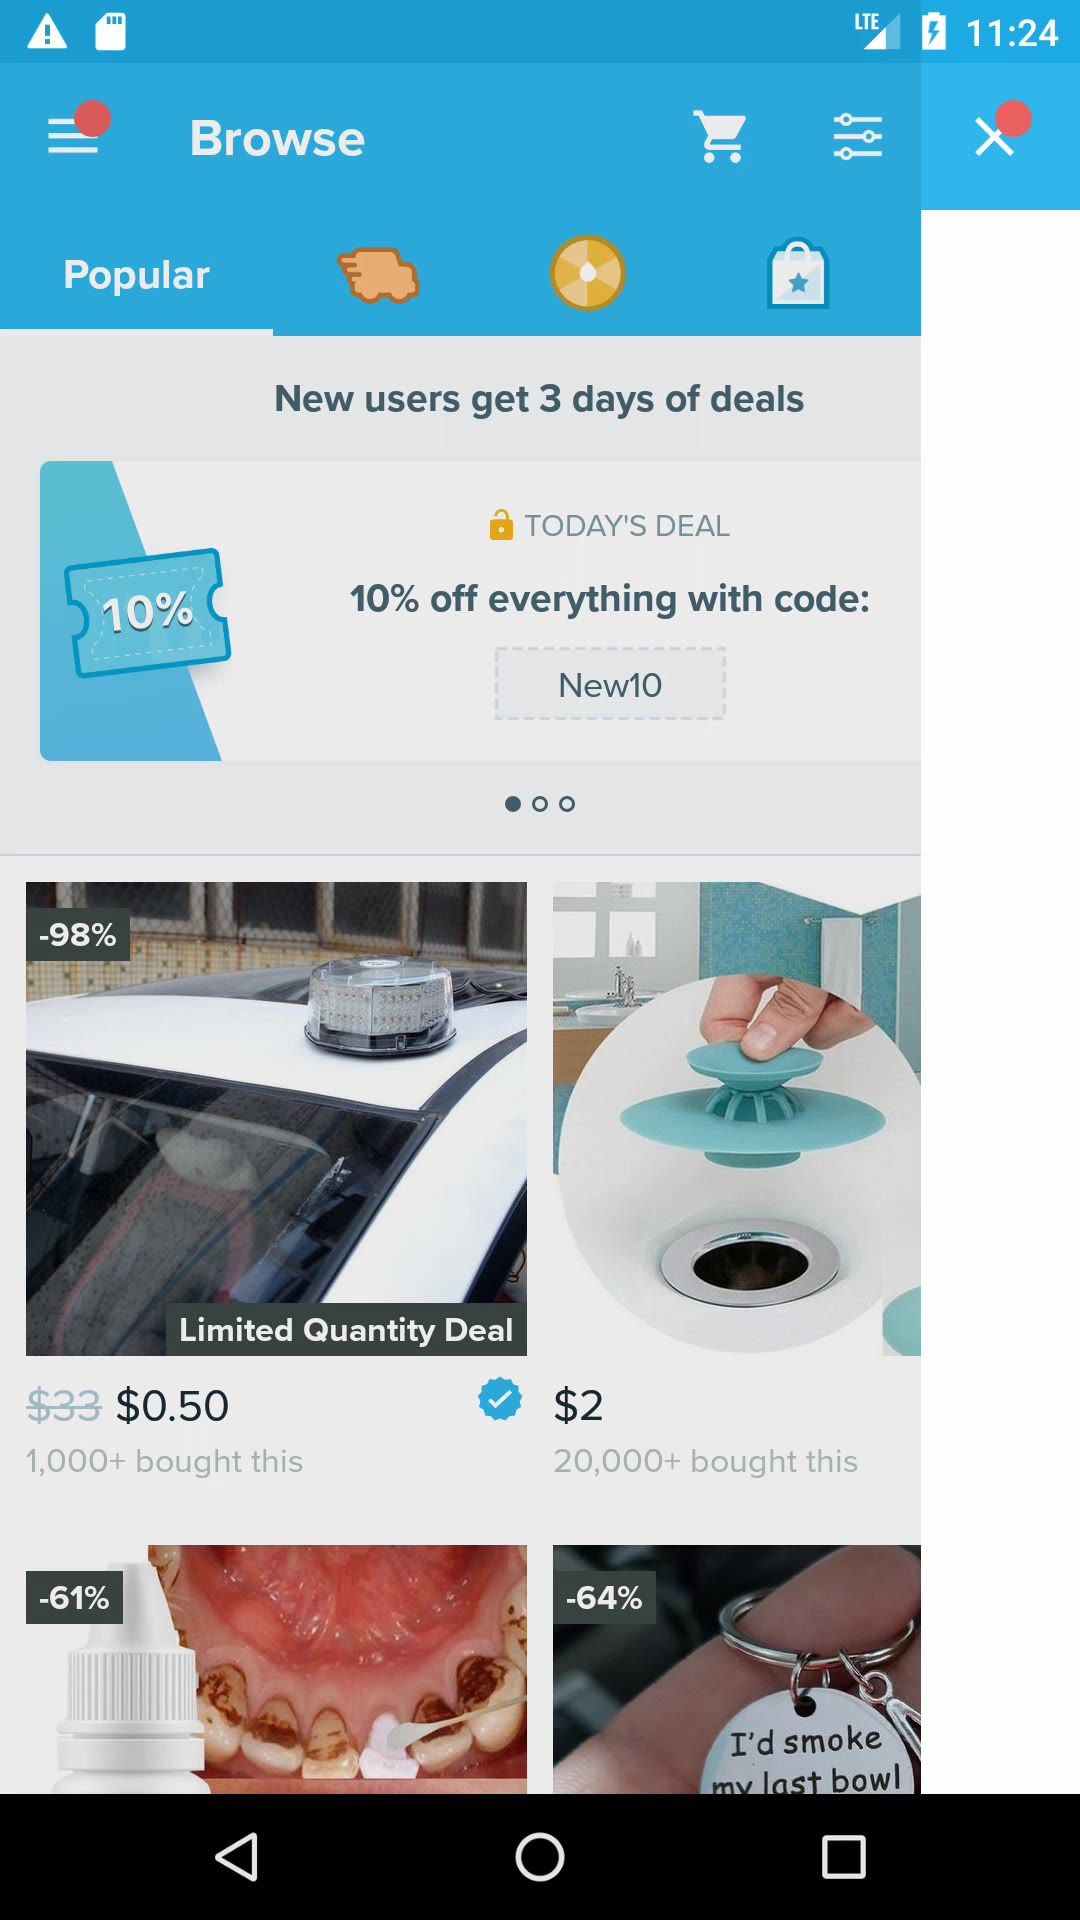 LTE 11:24
Browse
Popular
New users get 3 days of deals
TODAY'S DEAL
10% off everything with code:
10%
New10
-98%
Limited Quantity Deal
$33 $0.50
1,000+ bought this
$2
20,000+ bought this
-61%
-64%
I'd smoke
my last bowl